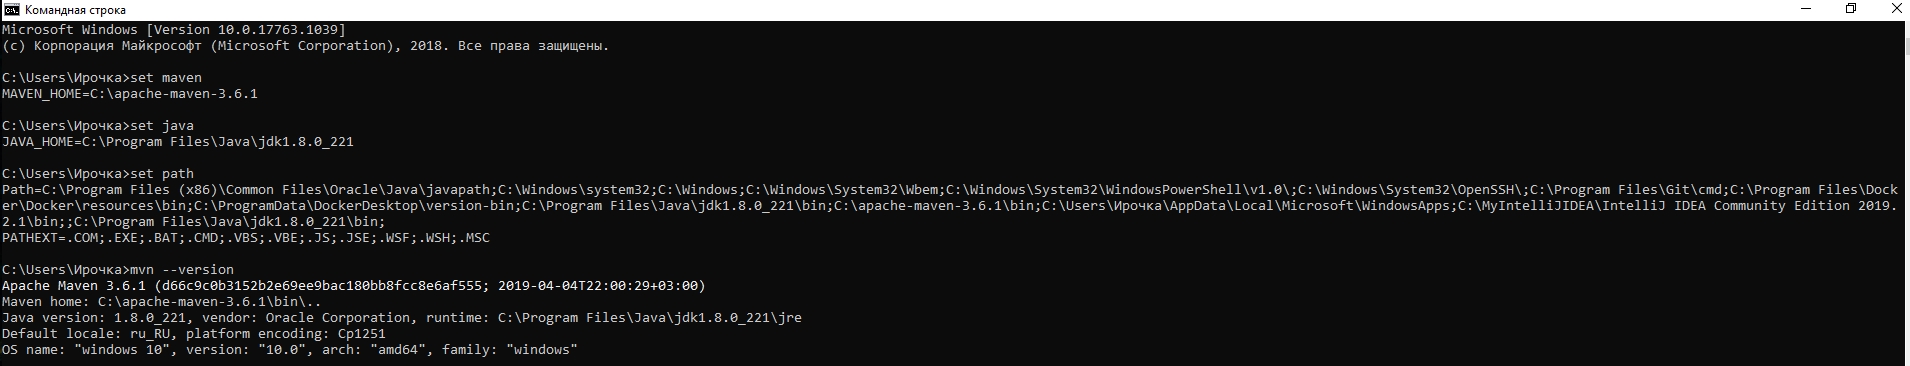 Командная строка
Microsoft Windows [Version 10.0.17763.1039]
(c) Корпорация Майкрософт (Microsoft Corporation), 2018. Все права защищены.
C:\Users\Ирочка>set maven
MAVEN_HOME=C:\apache-maven-3.6.1
C:\Users\Ирочка>set java
JAVA_HOME=C:\Program Files\Java\jdk1.8.0_221
C:\Users\Ирочка>set path
Path=C:\Program Files (x86)\Common Files\Oracle\Java\javapath;C:\Windows\system32;C:\Windows;C:\Windows\System32\Wbem;C:\Windows\System32\WindowsPowerShell\v1.0\;C:\Windows\System32\OpenSSH\;C:\Program Files\Git\cmd;C:\Program Files\Dock
er\Docker\resources\bin;C:\ProgramData\DockerDesktop\version-bin;C:\Program Files\Java\jdk1.8.0_221\bin;C:\apache-maven-3.6.1\bin;C:\Users\Ирочка\AppData\Local\Microsoft\WindowsApps;C:\MyIntelliJIDEA\IntelliJ IDEA Community Edition 2019.
2.1\bin;;C:\Program Files\Java\jdk1.8.0_221\bin;
PATHEXT=.COM;.EXE;.BAT;.CMD;.VBS;.VBE;.JS;.JSE;.WSF;.WSH;.MSC
C:\Users\Ирочка>mvn --version
Apache Maven 3.6.1 (d66c9c0b3152b2e69ee9bac180bb8fcc8e6af555; 2019-04-04T22:00:29+03:00)
Maven home: C:\apache-maven-3.6.1\bin\..
Java version: 1.8.0_221, vendor: Oracle Corporation, runtime: C:\Program Files\Java\jdk1.8.0_221\jre
Default locale: ru_RU, platform encoding: Cp1251
OS name: "windows 10", version: "10.0", arch: "amd64", family: "windows"